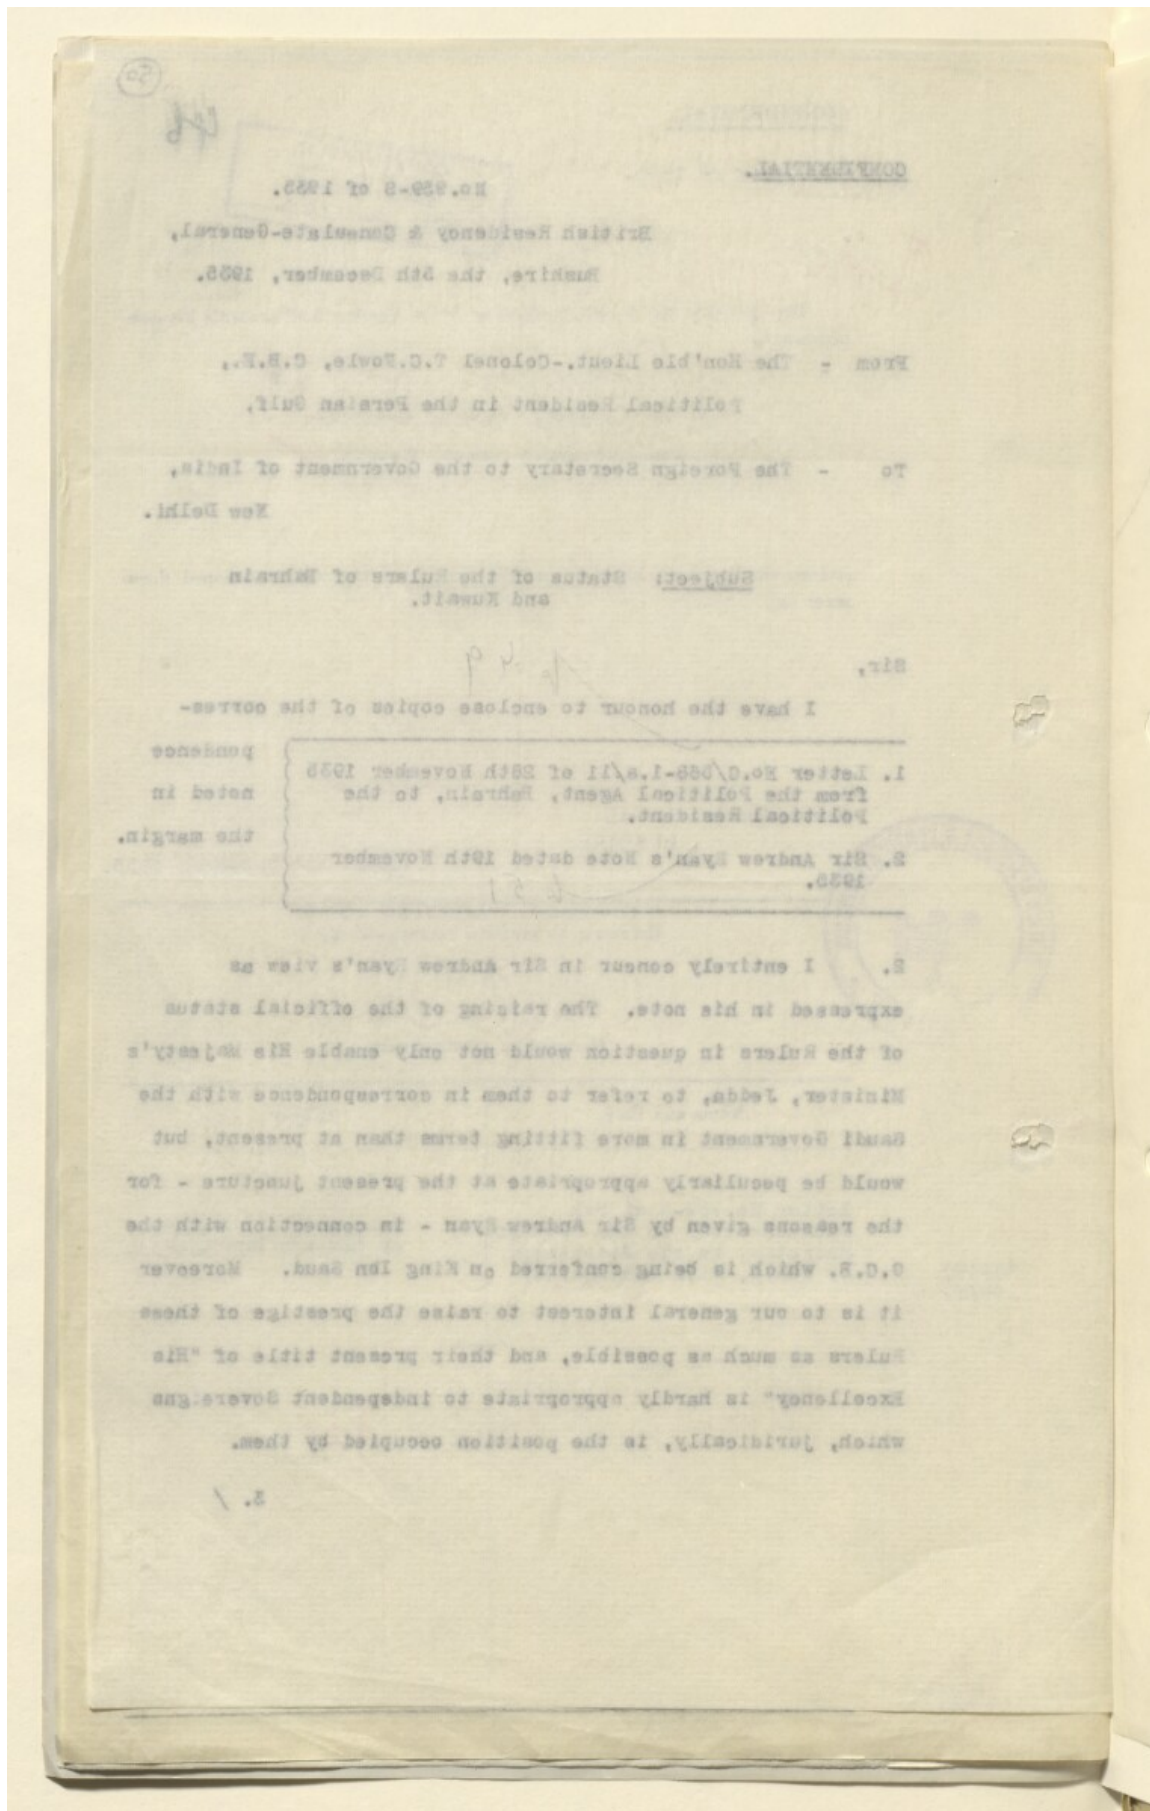 50
46
CONFIDENTIAL.
No.939-S of 1935.
British Residency & Consulate-General,
Bushire, the 5th December, 1935.
From - The Hon'ble Lieut.-Colonel T.C.Fowle, C.B.E.,
Political Resident in the Persian Gulf,
To - The Foreign Secretary to the Government of India,
New Delhi.
Subject: Status of the Rulers of Bahrain
and Kuwait.
Sir,
I have the honour to enclose copies of the corres-
pondence
noted in
the margin.
1. Letter from the Political Agent, Bahrain, to the
Political Resident.
2. Sir Andrew Ryan's Note dated 19th November
1935.
2. I entirely concur in Sir Andrew Ryan's view as
expressed in his note. The raising of the official status
of the Rulers in question would not only enable His Majesty's
Minister, Jedda, to refer to them in correspondence with the
Saudi Government in more fitting terms than at present, but
would be peculiarly appropriate at the present juncture - for
the reasons given by Sir Andrew Ryan - in connection with the
G.C.B. which is being conferred on King Ibn Saud. Moreover
it is to our general interest to raise the prestige of these
Rulers as much as possible, and their present title of "His
Excellency" is hardly appropriate to independent Sovereigns
which, juridically, is the position occupied by them.
3. /